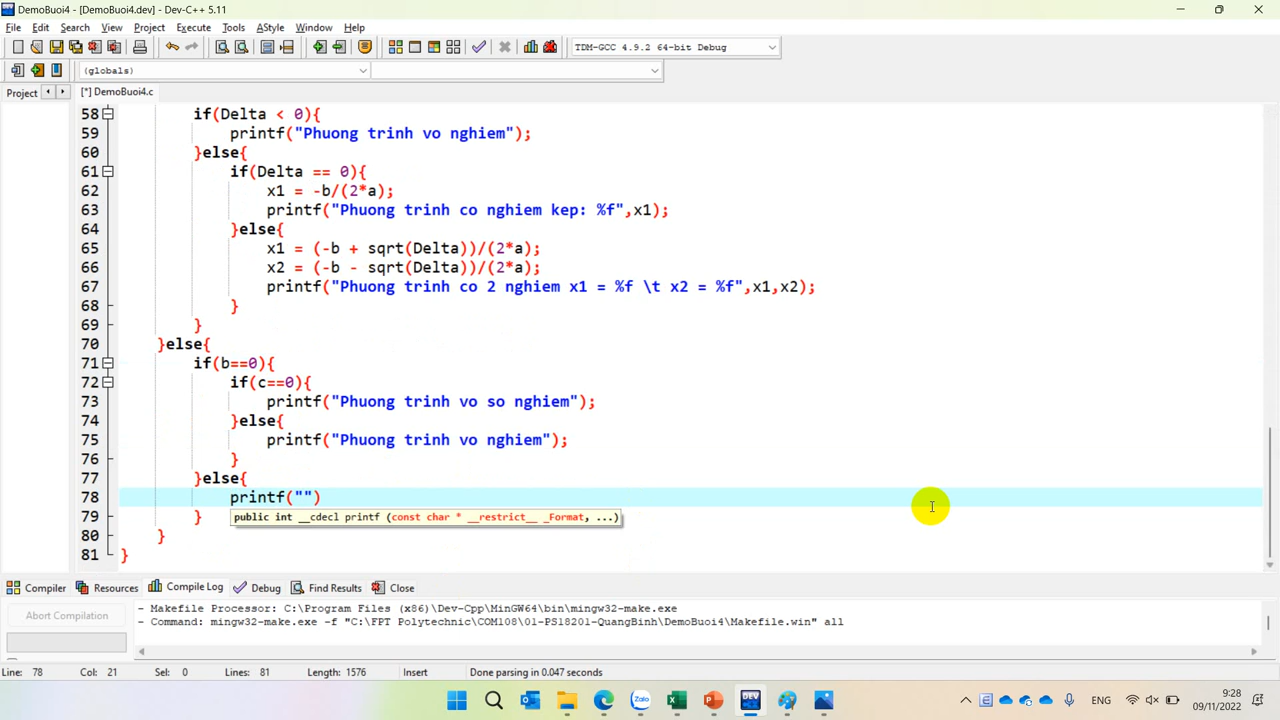 DemoBuoi4 - [DemoBuoi4.dev] - Dev-C++ 5.11
File Edit Search View Project Execute Tools AStyle Window Help
TDM-GCC 4.9.2 64-bit Debug
(globals)
Project
[*] DemoBuoi4.c
58 if(Delta < 0){
59 printf("Phuong trinh vo nghiem");
60 }else{
61 if(Delta == 0){
62 x1 = -b/(2*a);
63 printf("Phuong trinh co nghiem kep: %f",x1);
64 }else{
65 x1 = (-b + sqrt(Delta))/(2*a);
66 x2 = (-b - sqrt(Delta))/(2*a);
67 printf("Phuong trinh co 2 nghiem x1 = %f \t x2 = %f",x1,x2);
68 }
69 }
70 }else{
71 if(b==0){
72 if(c==0){
73 printf("Phuong trinh vo so nghiem");
74 }else{
75 printf("Phuong trinh vo nghiem");
76 }
77 }else{
78 printf("")
79 }
public int __cdecl printf (const char * __restrict__ _Format, ...)
80 }
81 }
Compiler Resources Compile Log Debug Find Results Close
Abort Compilation
- Makefile Processor: C:\Program Files (x86)\Dev-Cpp\MinGW64\bin\mingw32-make.exe
- Command: mingw32-make.exe -f "C:\FPT Polytechnic\COM108\01-PS18201-QuangBinh\DemoBuoi4\Makefile.win" all
Line: 78 Col: 21 Sel: 0 Lines: 81 Length: 1576 Insert Done parsing in 0.047 seconds
Zalo
DEV
ENG
9:28
09/11/2022